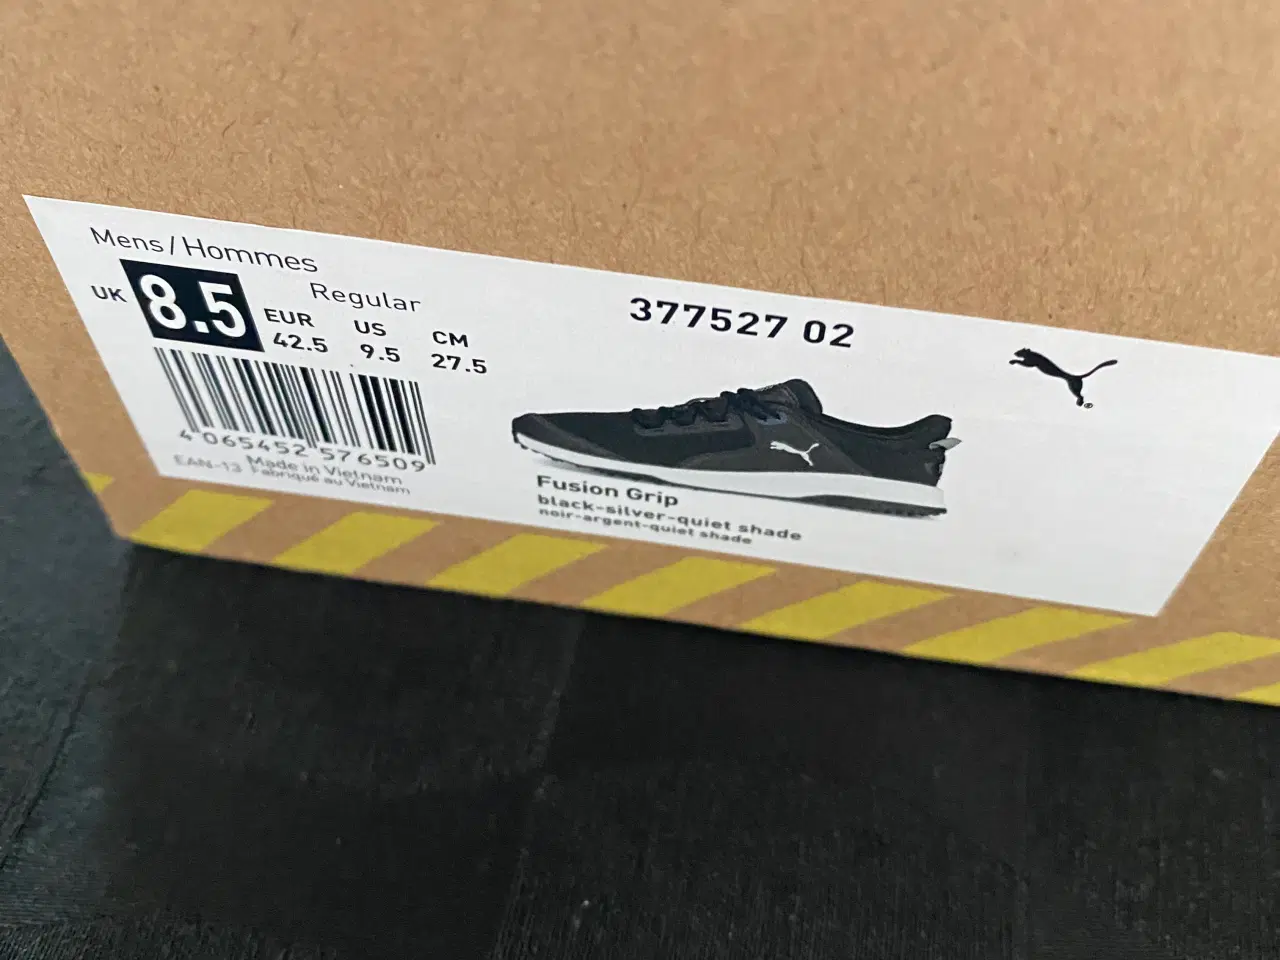 Mens/Hommes
Regular
UK 8.5
EUR US CM
42.5 9.5 27.5
4 065452 576509
EAN-13 Made in Vietnam
Fabriqué au Vietnam
377527 02
Fusion Grip
black-silver-quiet shade
noir-argent-quiet shade